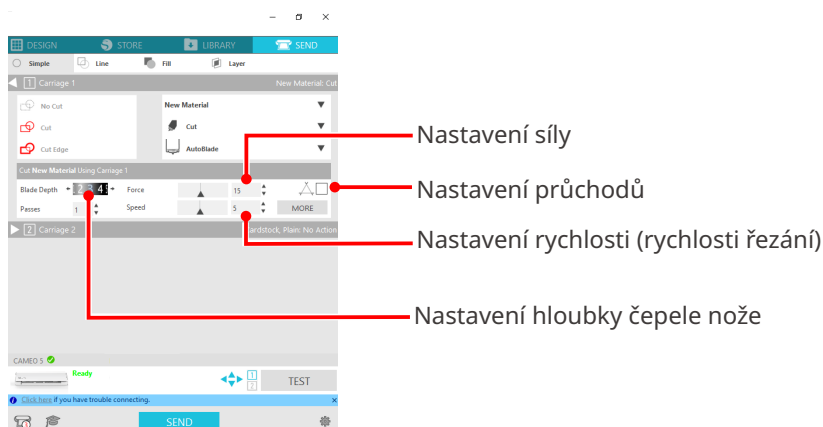 DESIGN STORE LIBRARY SEND
Simple Line Fill Layer
1 Carriage 1 New Material: Cut
No Cut New Material
Cut Cut
Cut Edge AutoBlade
Nastavení síly
Cut New Material Using Carriage 1
Blade Depth 2 3 4 Force 15
Nastavení průchodů
Passes 1 Speed 5 MORE
2 Carriage 2 ardstock, Plain: No Action
Nastavení rychlosti (rychlosti řezání)
Nastavení hloubky čepele nože
CAMEO 5
Ready
1
2
TEST
Click here if you have trouble connecting.
SEND